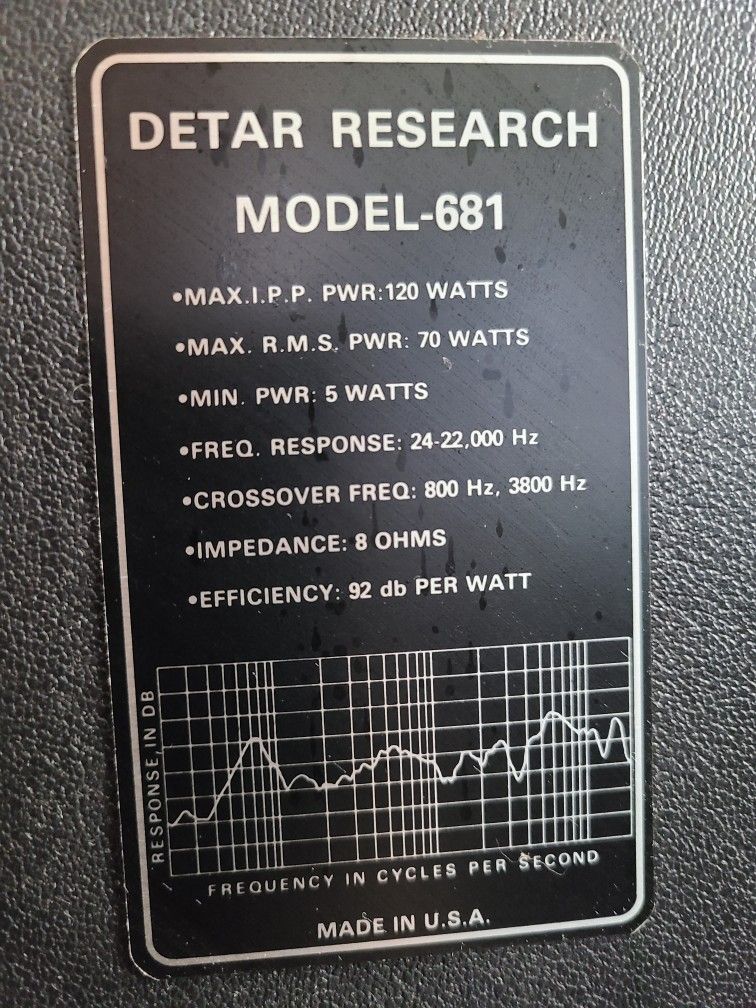 DETAR RESEARCH
MODEL-681
•MAX.I.P.P. PWR:120 WATTS
•MAX. R.M.S. PWR: 70 WATTS
•MIN. PWR: 5 WATTS
•FREQ. RESPONSE: 24-22,000 Hz
•CROSSOVER FREQ: 800 Hz, 3800 Hz
•IMPEDANCE: 8 OHMS
•EFFICIENCY: 92 db PER WATT
RESPONSE, IN DB
FREQUENCY IN CYCLES PER SECOND
MADE IN U.S.A.